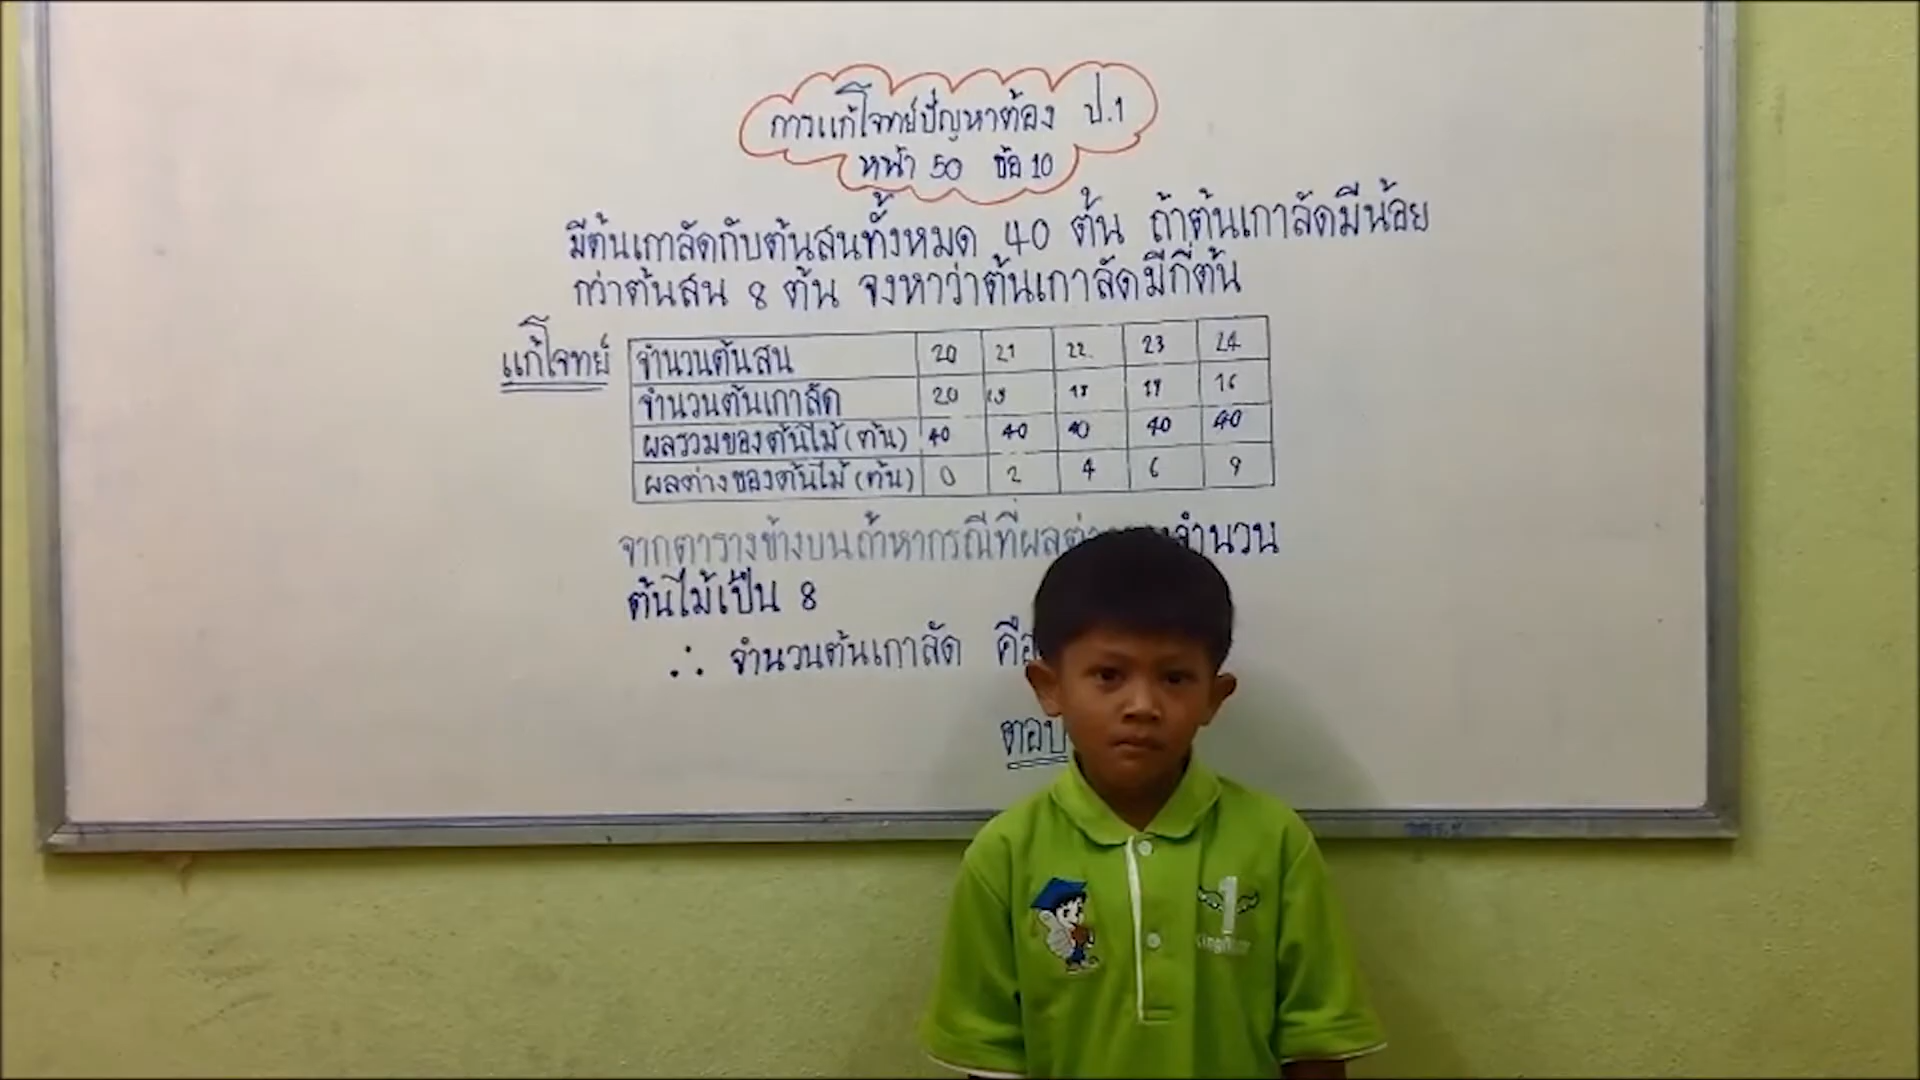 การแก้โจทย์ปัญหาต้อง ป.1
หน้า 50 ข้อ 10
มีต้นเกาลัดกับต้นสนทั้งหมด 40 ต้น ถ้าต้นเกาลัดมีน้อย
กว่าต้นสน 8 ต้น จงหาว่าต้นเกาลัดมีกี่ต้น
แก้โจทย์
จำนวนต้นสน 20 21 22 23 24
จำนวนต้นเกาลัด 20 19 18 17 16
ผลรวมของต้นไม้ (ต้น) 40 40 40 40 40
ผลต่างของต้นไม้ (ต้น) 0 2 4 6 8
จากตารางข้างบนถ้าหากรณีที่ผลต่าง จำนวน
ต้นไม้เป็น 8
∴ จำนวนต้นเกาลัด คือ
ตอบ
1